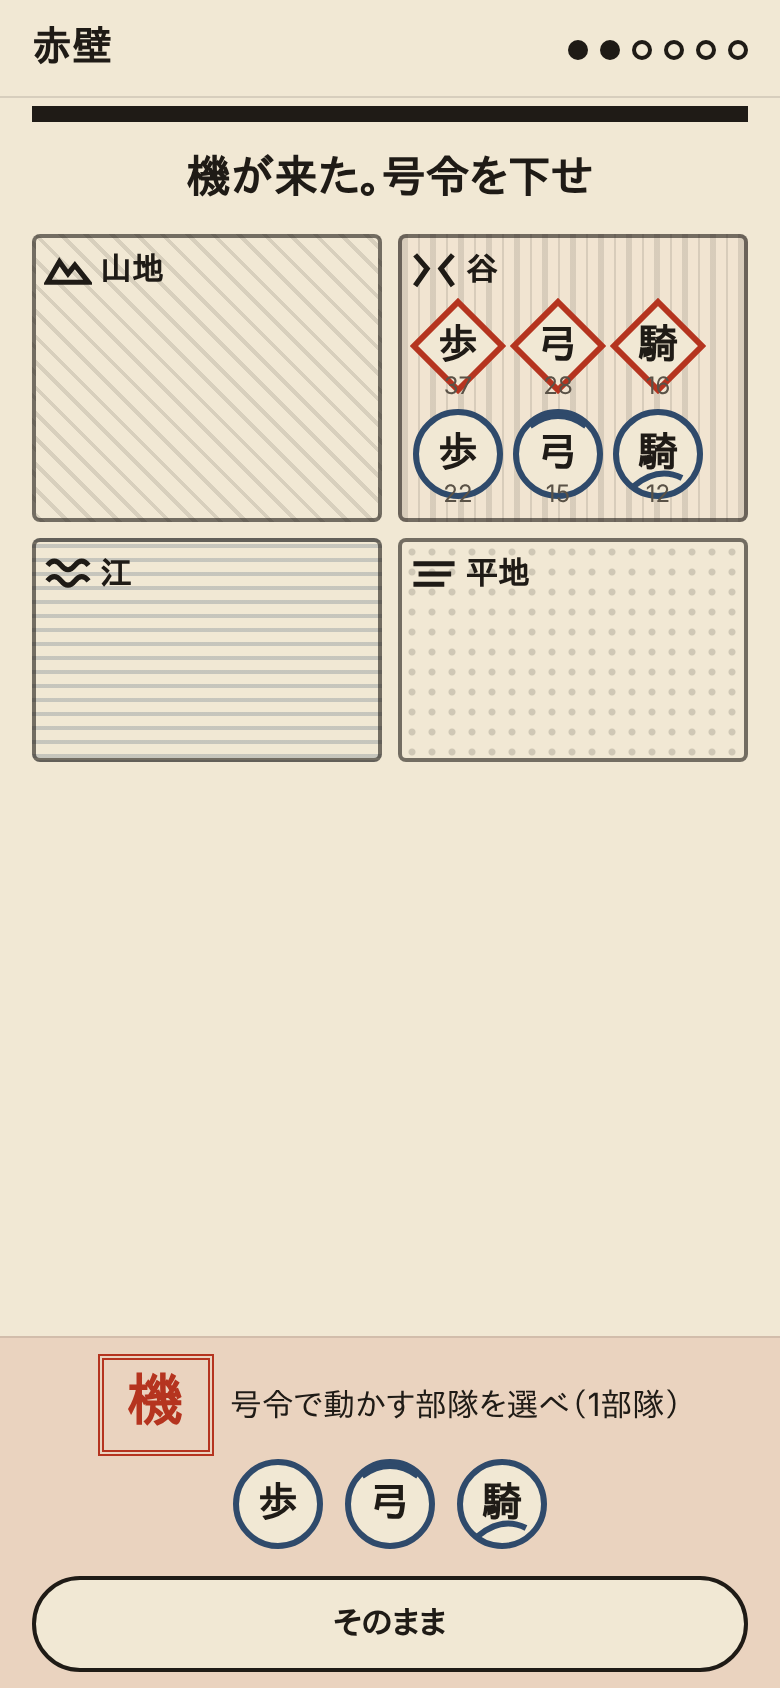 赤壁
機が来た。号令を下せ
山地
谷
歩 弓 騎
37 28 16
歩 弓 騎
22 15 12
江
平地
機
号令で動かす部隊を選べ（1部隊）
歩 弓 騎
そのまま